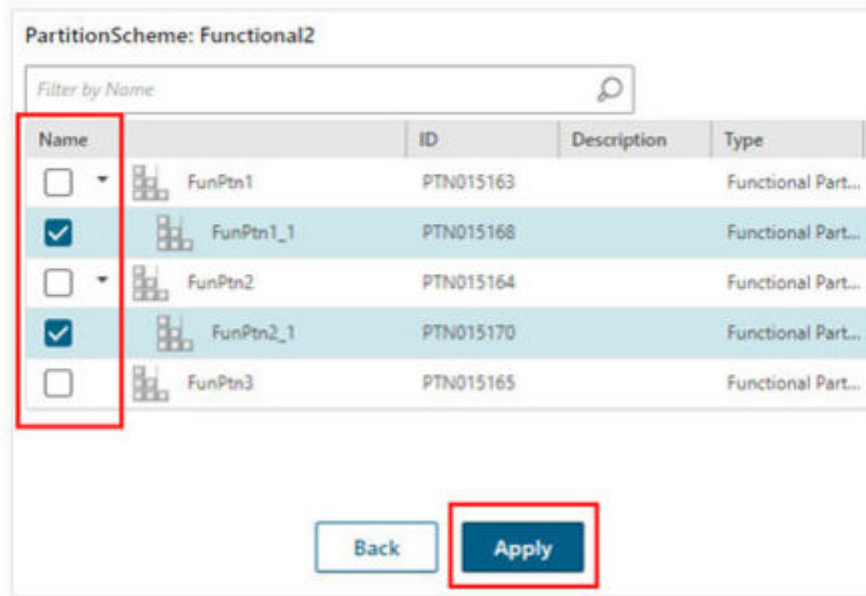 PartitionScheme: Functional2
Filter by Name
Name ID Description Type
FunPtn1 PTN015163 Functional Part...
FunPtn1_1 PTN015168 Functional Part...
FunPtn2 PTN015164 Functional Part...
FunPtn2_1 PTN015170 Functional Part...
FunPtn3 PTN015165 Functional Part...
Back Apply